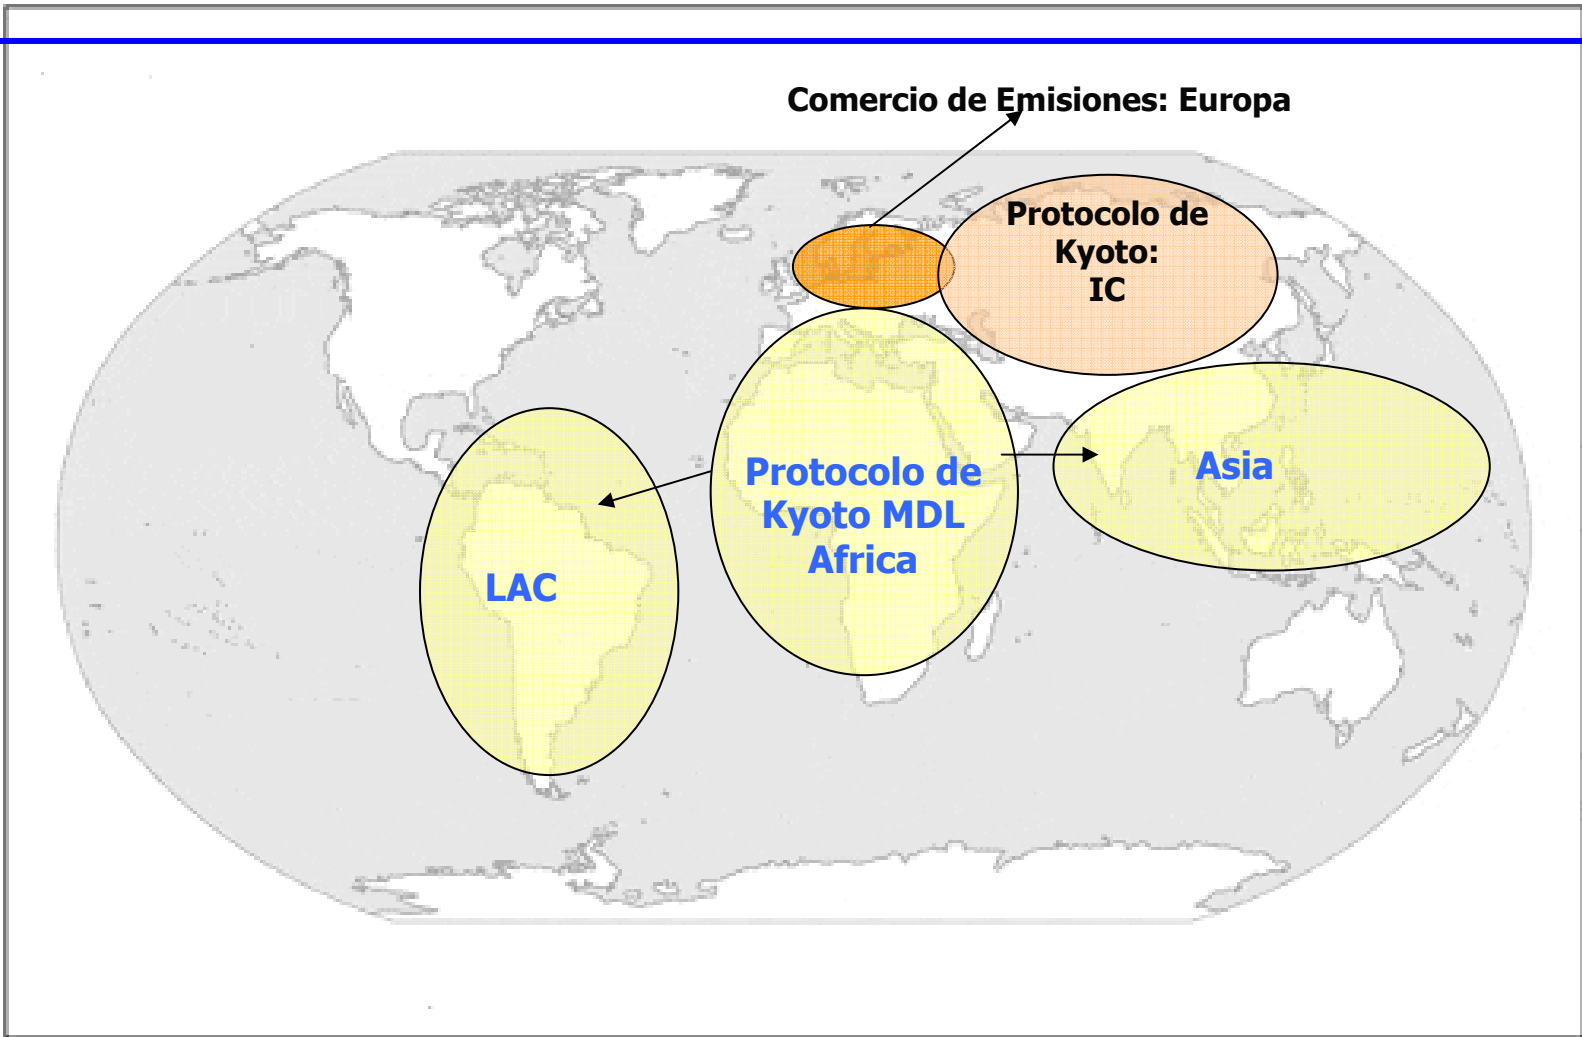 Comercio de Emisiones: Europa
Protocolo de
Kyoto:
IC
Protocolo de
Kyoto MDL
Africa
Asia
LAC